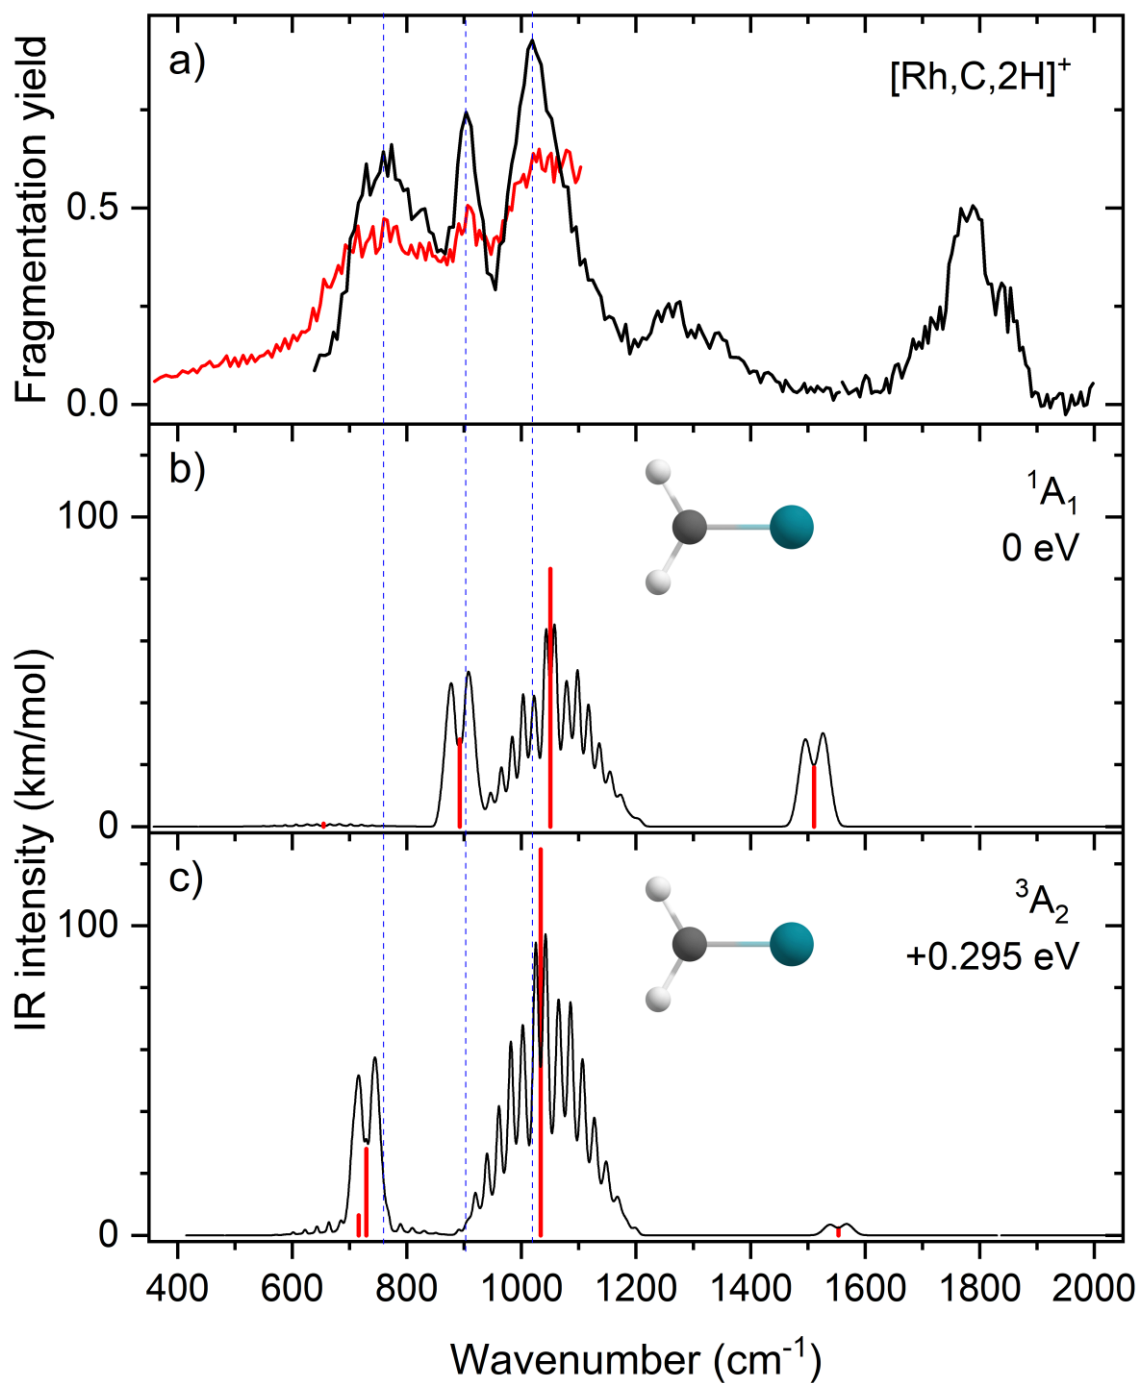 a)
[Rh,C,2H]⁺
Fragmentation yield
0.5
0.0
b)
¹A₁
0 eV
100
0
IR intensity (km/mol)
c)
³A₂
+0.295 eV
100
0
400 600 800 1000 1200 1400 1600 1800 2000
Wavenumber (cm⁻¹)